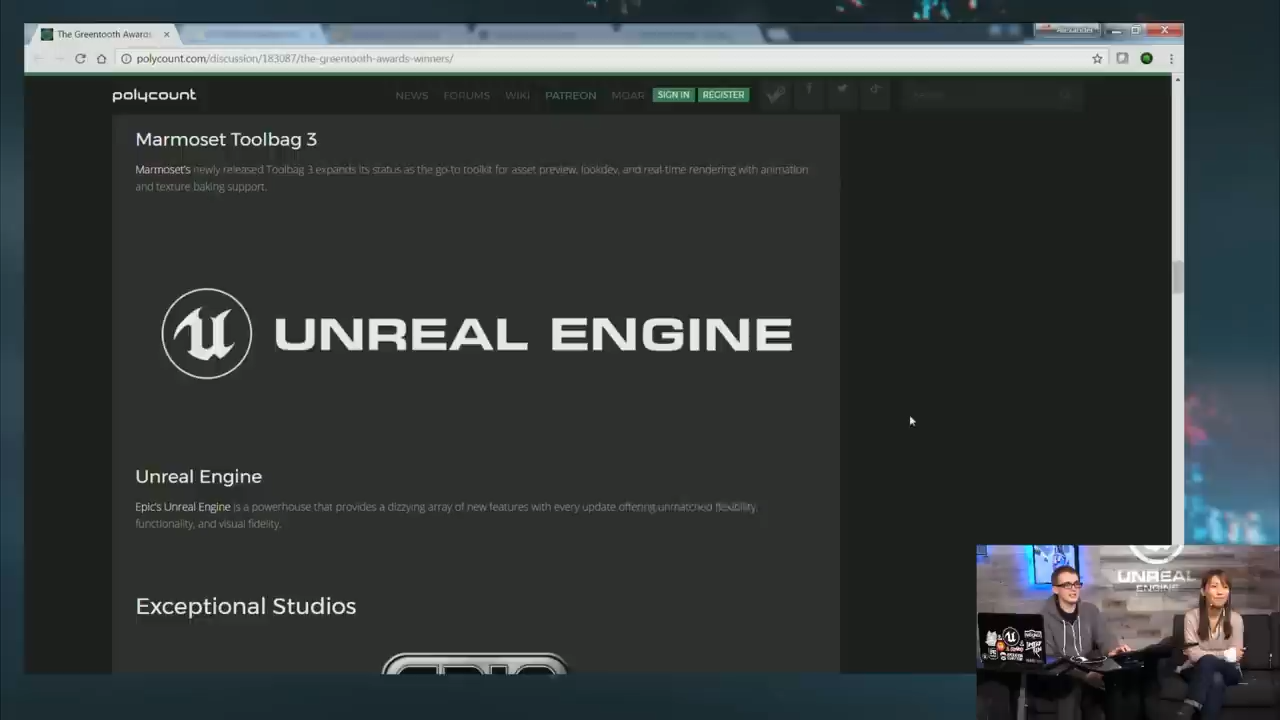 The Greentooth Awards
Alexander
polycount.com/discussion/183087/the-greentooth-awards-winners/
polycount
NEWS FORUMS WIKI PATREON MOAR SIGN IN REGISTER
Marmoset Toolbag 3
Marmoset's newly released Toolbag 3 expands its status as the go-to toolkit for asset preview, lookdev, and real-time rendering with animation
and texture baking support.
UNREAL ENGINE
Unreal Engine
Epic's Unreal Engine is a powerhouse that provides a dizzying array of new features with every update offering unmatched flexibility,
functionality, and visual fidelity.
Exceptional Studios
EPIC
UNREAL
ENGINE